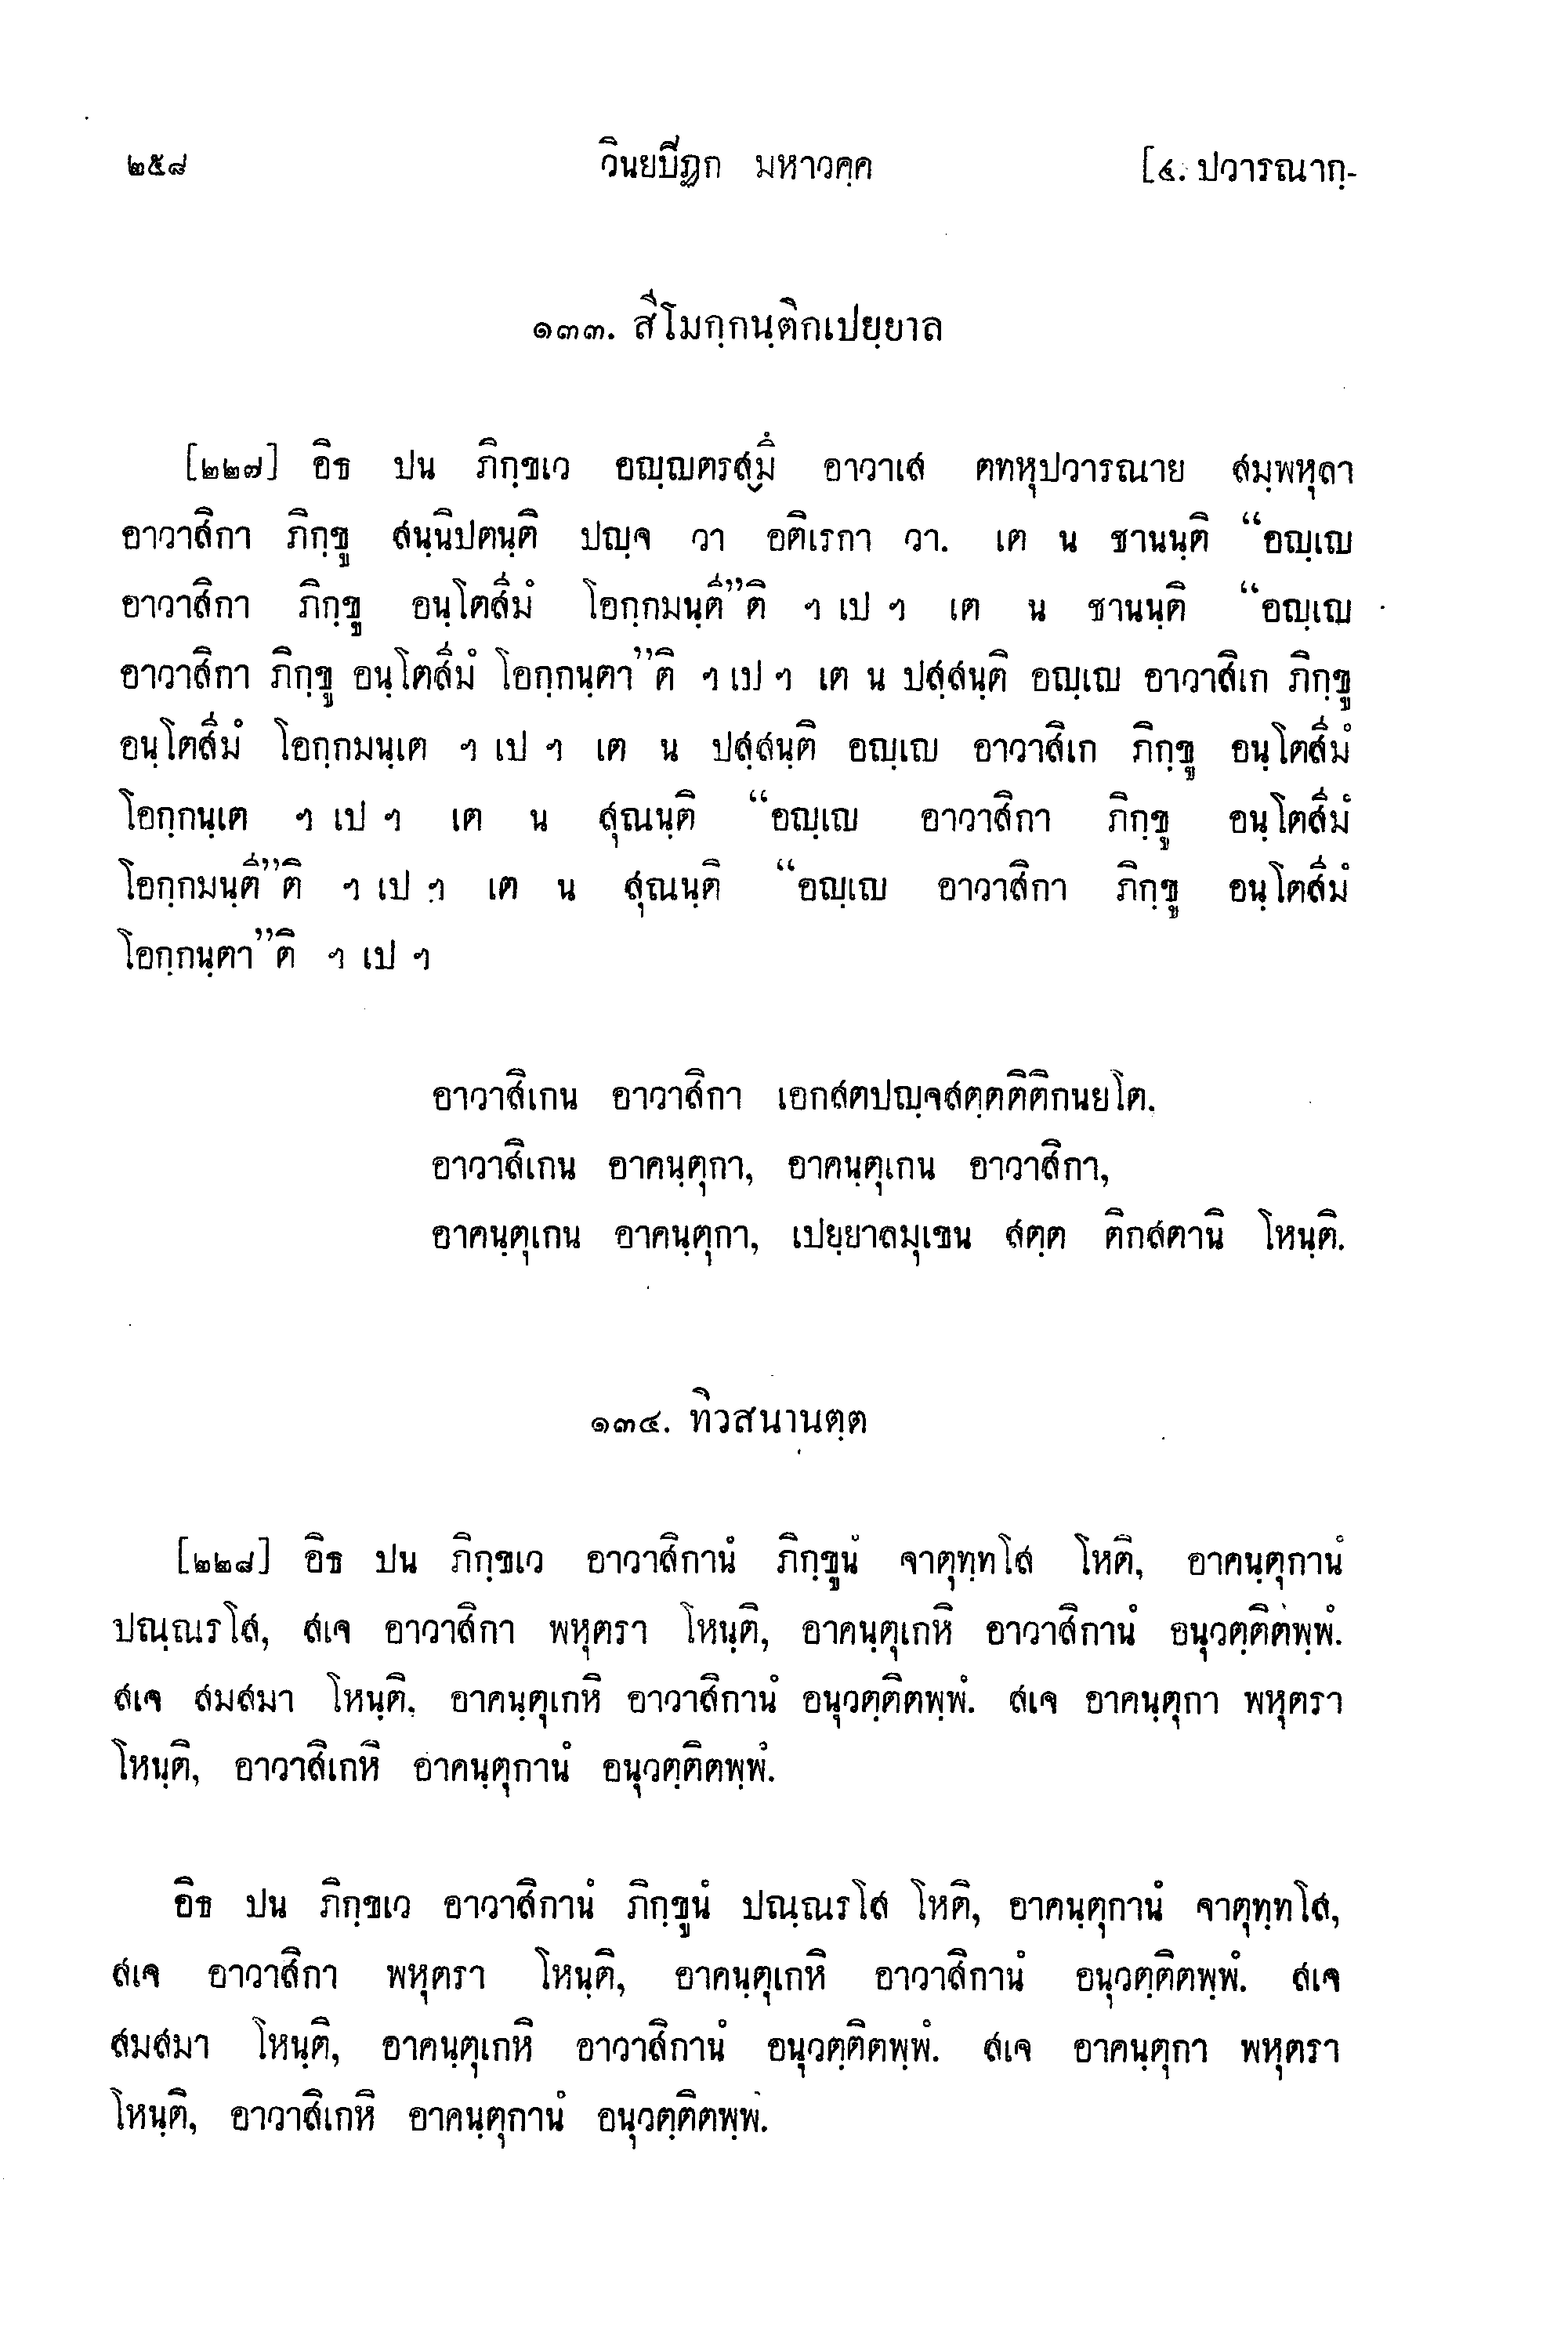 ๒๕๘ วินยปิฏก มหาวคฺค [๔. ปวารณากฺ-
๑๓๓. สีโมกฺกนฺติกเปยฺยาล
[๒๒๗] อิธ ปน ภิกฺขเว อญฺญตรสฺมึ อาวาเส ตทหุปวารณาย สมฺพหุลา
อาวาสิกา ภิกฺขู สนฺนิปตนฺติ ปญฺจ วา อติเรกา วา. เต น ชานนฺติ “อญฺเญ
อาวาสิกา ภิกฺขู อนฺโตสีมํ โอกฺกมนฺตี”ติ ฯ เป ฯ เต น ชานนฺติ “อญฺเญ
อาวาสิกา ภิกฺขู อนฺโตสีมํ โอกฺกนฺตา”ติ ฯ เป ฯ เต น ปสฺสนฺติ อญฺเญ อาวาสิเก ภิกฺขู
อนฺโตสีมํ โอกฺกมนฺเต ฯ เป ฯ เต น ปสฺสนฺติ อญฺเญ อาวาสิเก ภิกฺขู อนฺโตสีมํ
โอกฺกนฺเต ฯ เป ฯ เต น สุณนฺติ “อญฺเญ อาวาสิกา ภิกฺขู อนฺโตสีมํ
โอกฺกมนฺตี”ติ ฯ เป ฯ เต น สุณนฺติ “อญฺเญ อาวาสิกา ภิกฺขู อนฺโตสีมํ
โอกฺกนฺตา”ติ ฯ เป ฯ
อาวาสิเกน อาวาสิกา เอกสตปญฺจสตฺตติติกนยโต.
อาวาสิเกน อาคนฺตุกา, อาคนฺตุเกน อาวาสิกา,
อาคนฺตุเกน อาคนฺตุกา, เปยฺยาลมุเขน สตฺต ติกสตานิ โหนฺติ.
๑๓๔. ทิวสนานตฺต
[๒๒๘] อิธ ปน ภิกฺขเว อาวาสิกานํ ภิกฺขูนํ จาตุทฺทโส โหติ, อาคนฺตุกานํ
ปณฺณรโส, สเจ อาวาสิกา พหุตรา โหนฺติ, อาคนฺตุเกหิ อาวาสิกานํ อนุวตฺติตพฺพํ.
สเจ สมสมา โหนฺติ, อาคนฺตุเกหิ อาวาสิกานํ อนุวตฺติตพฺพํ. สเจ อาคนฺตุกา พหุตรา
โหนฺติ, อาวาสิเกหิ อาคนฺตุกานํ อนุวตฺติตพฺพํ.
อิธ ปน ภิกฺขเว อาวาสิกานํ ภิกฺขูนํ ปณฺณรโส โหติ, อาคนฺตุกานํ จาตุทฺทโส,
สเจ อาวาสิกา พหุตรา โหนฺติ, อาคนฺตุเกหิ อาวาสิกานํ อนุวตฺติตพฺพํ. สเจ
สมสมา โหนฺติ, อาคนฺตุเกหิ อาวาสิกานํ อนุวตฺติตพฺพํ. สเจ อาคนฺตุกา พหุตรา
โหนฺติ, อาวาสิเกหิ อาคนฺตุกานํ อนุวตฺติตพฺพํ.